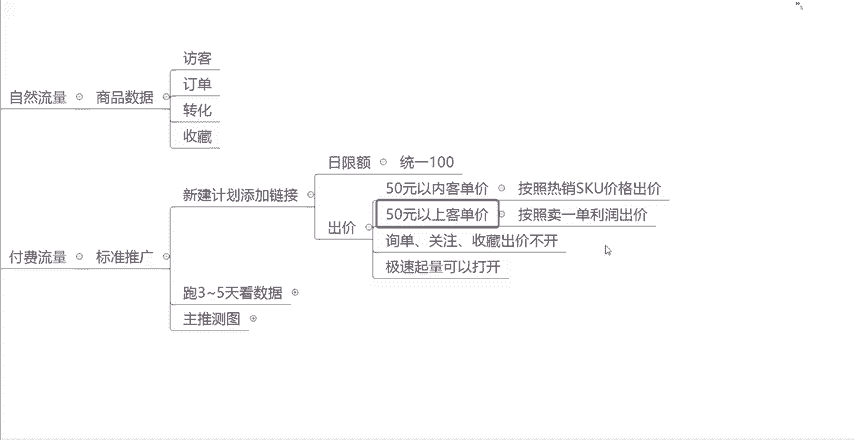 自然流量
商品数据
访客
订单
转化
收藏
付费流量
标准推广
新建计划添加链接
日限额
统一100
出价
50元以内客单价
按照热销SKU价格出价
50元以上客单价
按照卖一单利润出价
询单、关注、收藏出价不开
极速起量可以打开
跑3~5天看数据
主推测图